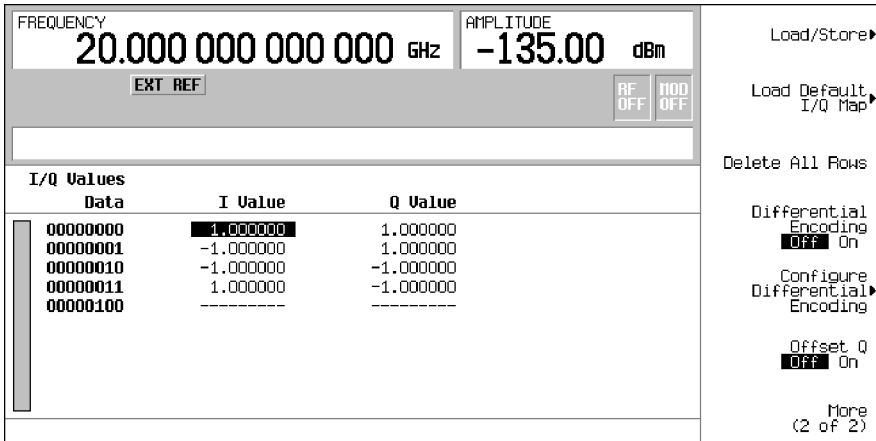 FREQUENCY
20.000 000 000 000 GHz
AMPLITUDE
-135.00 dBm
EXT REF
RF OFF
MOD OFF
I/Q Values
Data I Value Q Value
00000000 1.000000 1.000000
00000001 -1.000000 1.000000
00000010 -1.000000 -1.000000
00000011 1.000000 -1.000000
00000100 --------- ---------
Load/Store
Load Default
I/Q Map
Delete All Rows
Differential
Encoding
Off On
Configure
Differential
Encoding
Offset Q
Off On
More
(2 of 2)